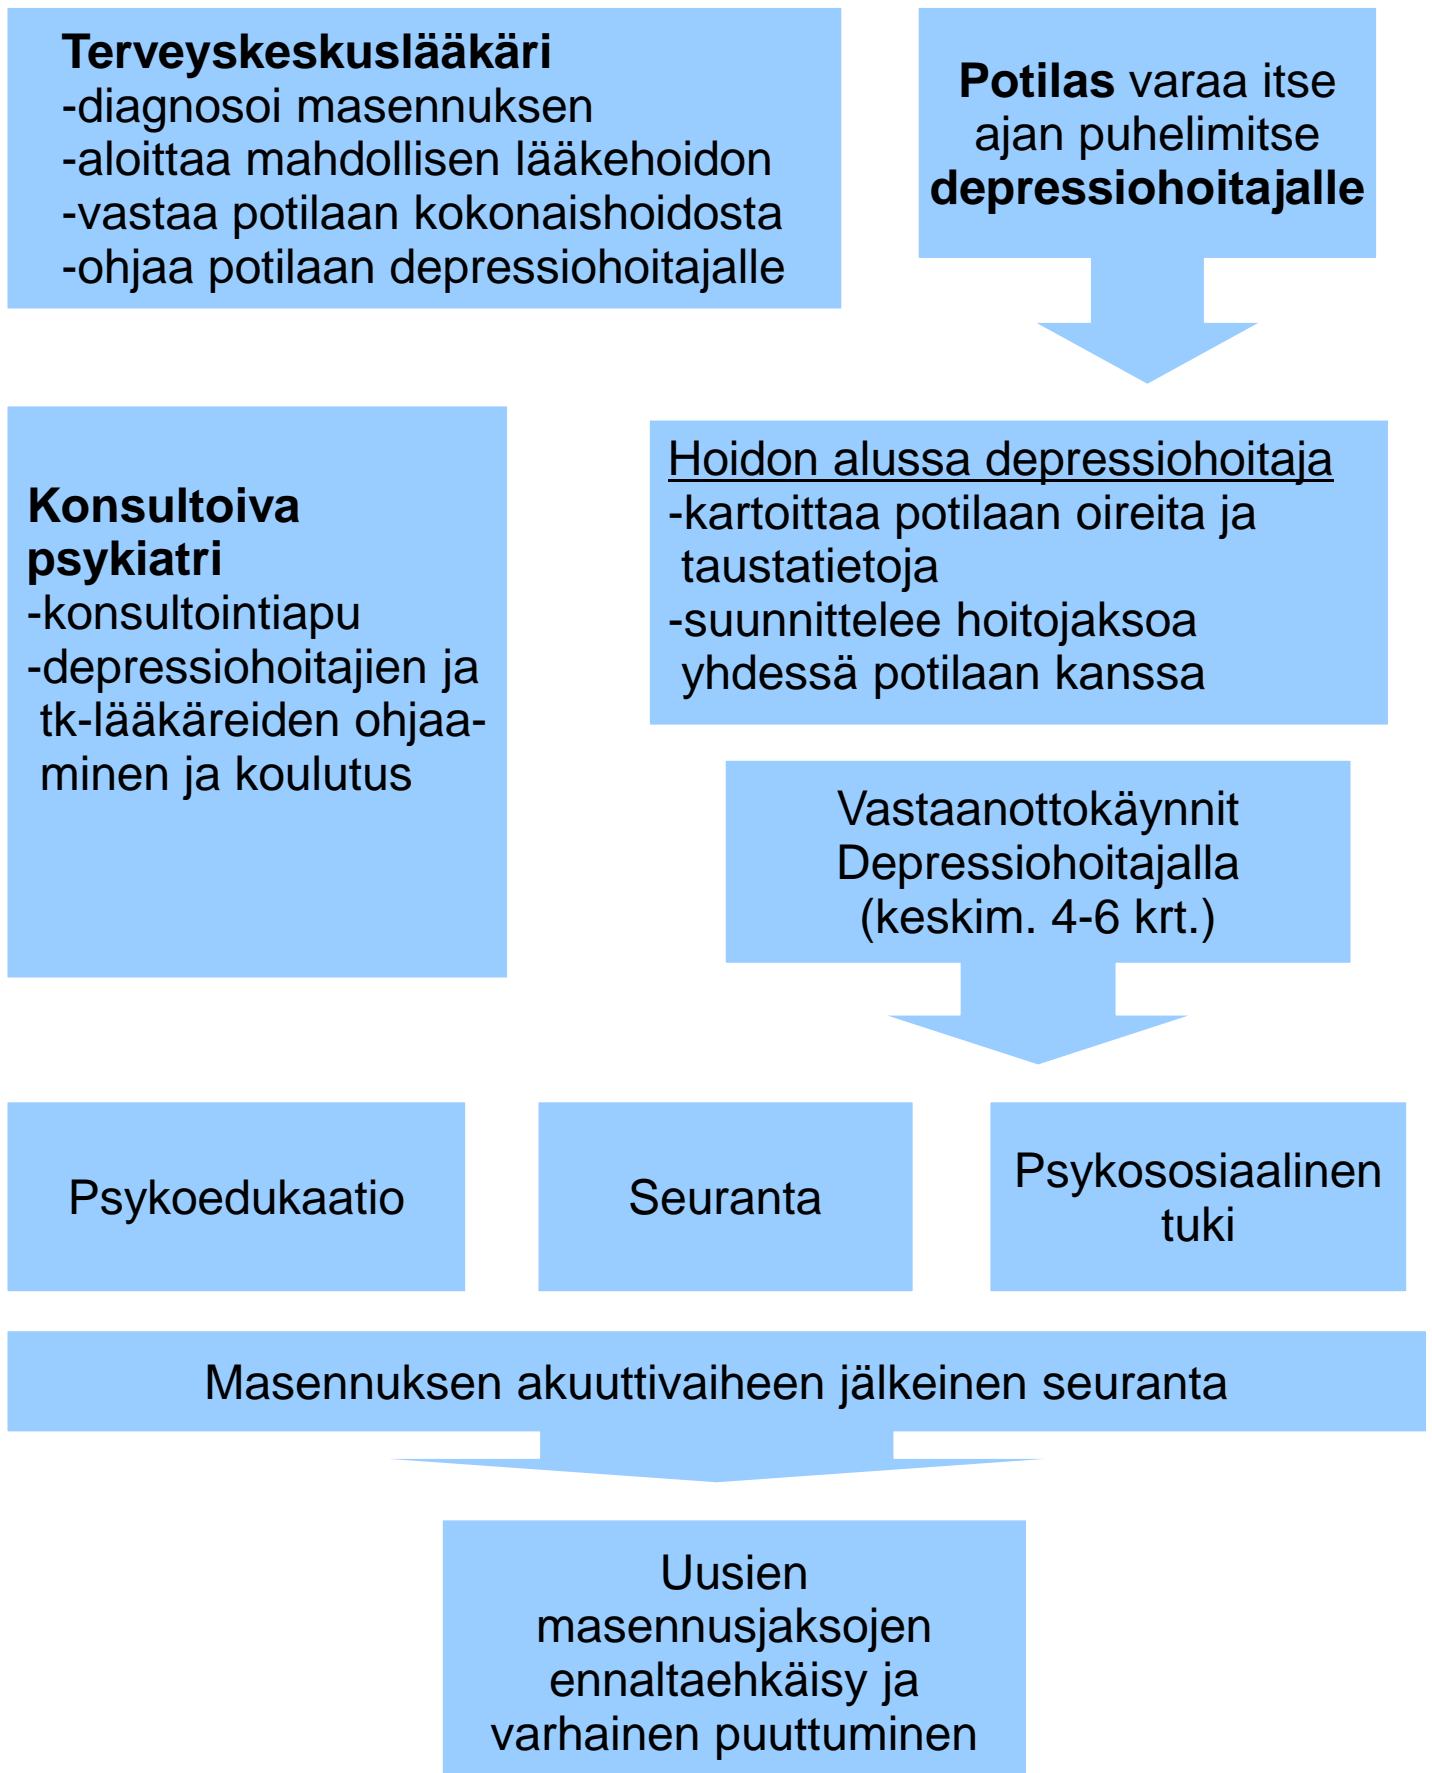 Terveyskeskuslääkäri
-diagnosoi masennuksen
-aloittaa mahdollisen lääkehoidon
-vastaa potilaan kokonaishoidosta
-ohjaa potilaan depressiohoitajalle
Potilas varaa itse
ajan puhelimitse
depressiohoitajalle
Konsultoiva
psykiatri
-konsultointiapu
-depressiohoitajien ja
tk-lääkäreiden ohjaa-
minen ja koulutus
Hoidon alussa depressiohoitaja
-kartoittaa potilaan oireita ja
taustatietoja
-suunnittelee hoitojaksoa
yhdessä potilaan kanssa
Vastaanottokäynnit
Depressiohoitajalla
(keskim. 4-6 krt.)
Psykoedukaatio
Seuranta
Psykososiaalinen
tuki
Masennuksen akuuttivaiheen jälkeinen seuranta
Uusien
masennusjaksojen
ennaltaehkäisy ja
varhainen puuttuminen